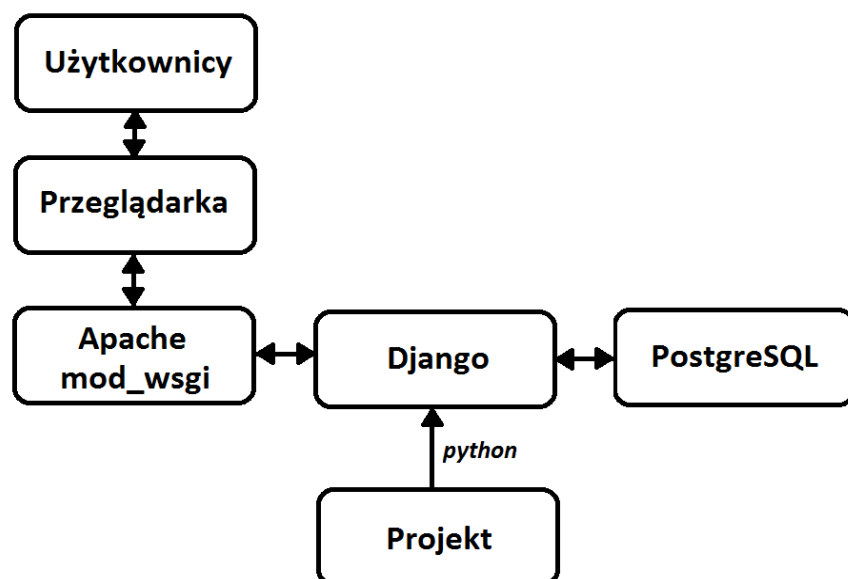 Użytkownicy
Przeglądarka
Apache
mod_wsgi
Django
PostgreSQL
python
Projekt